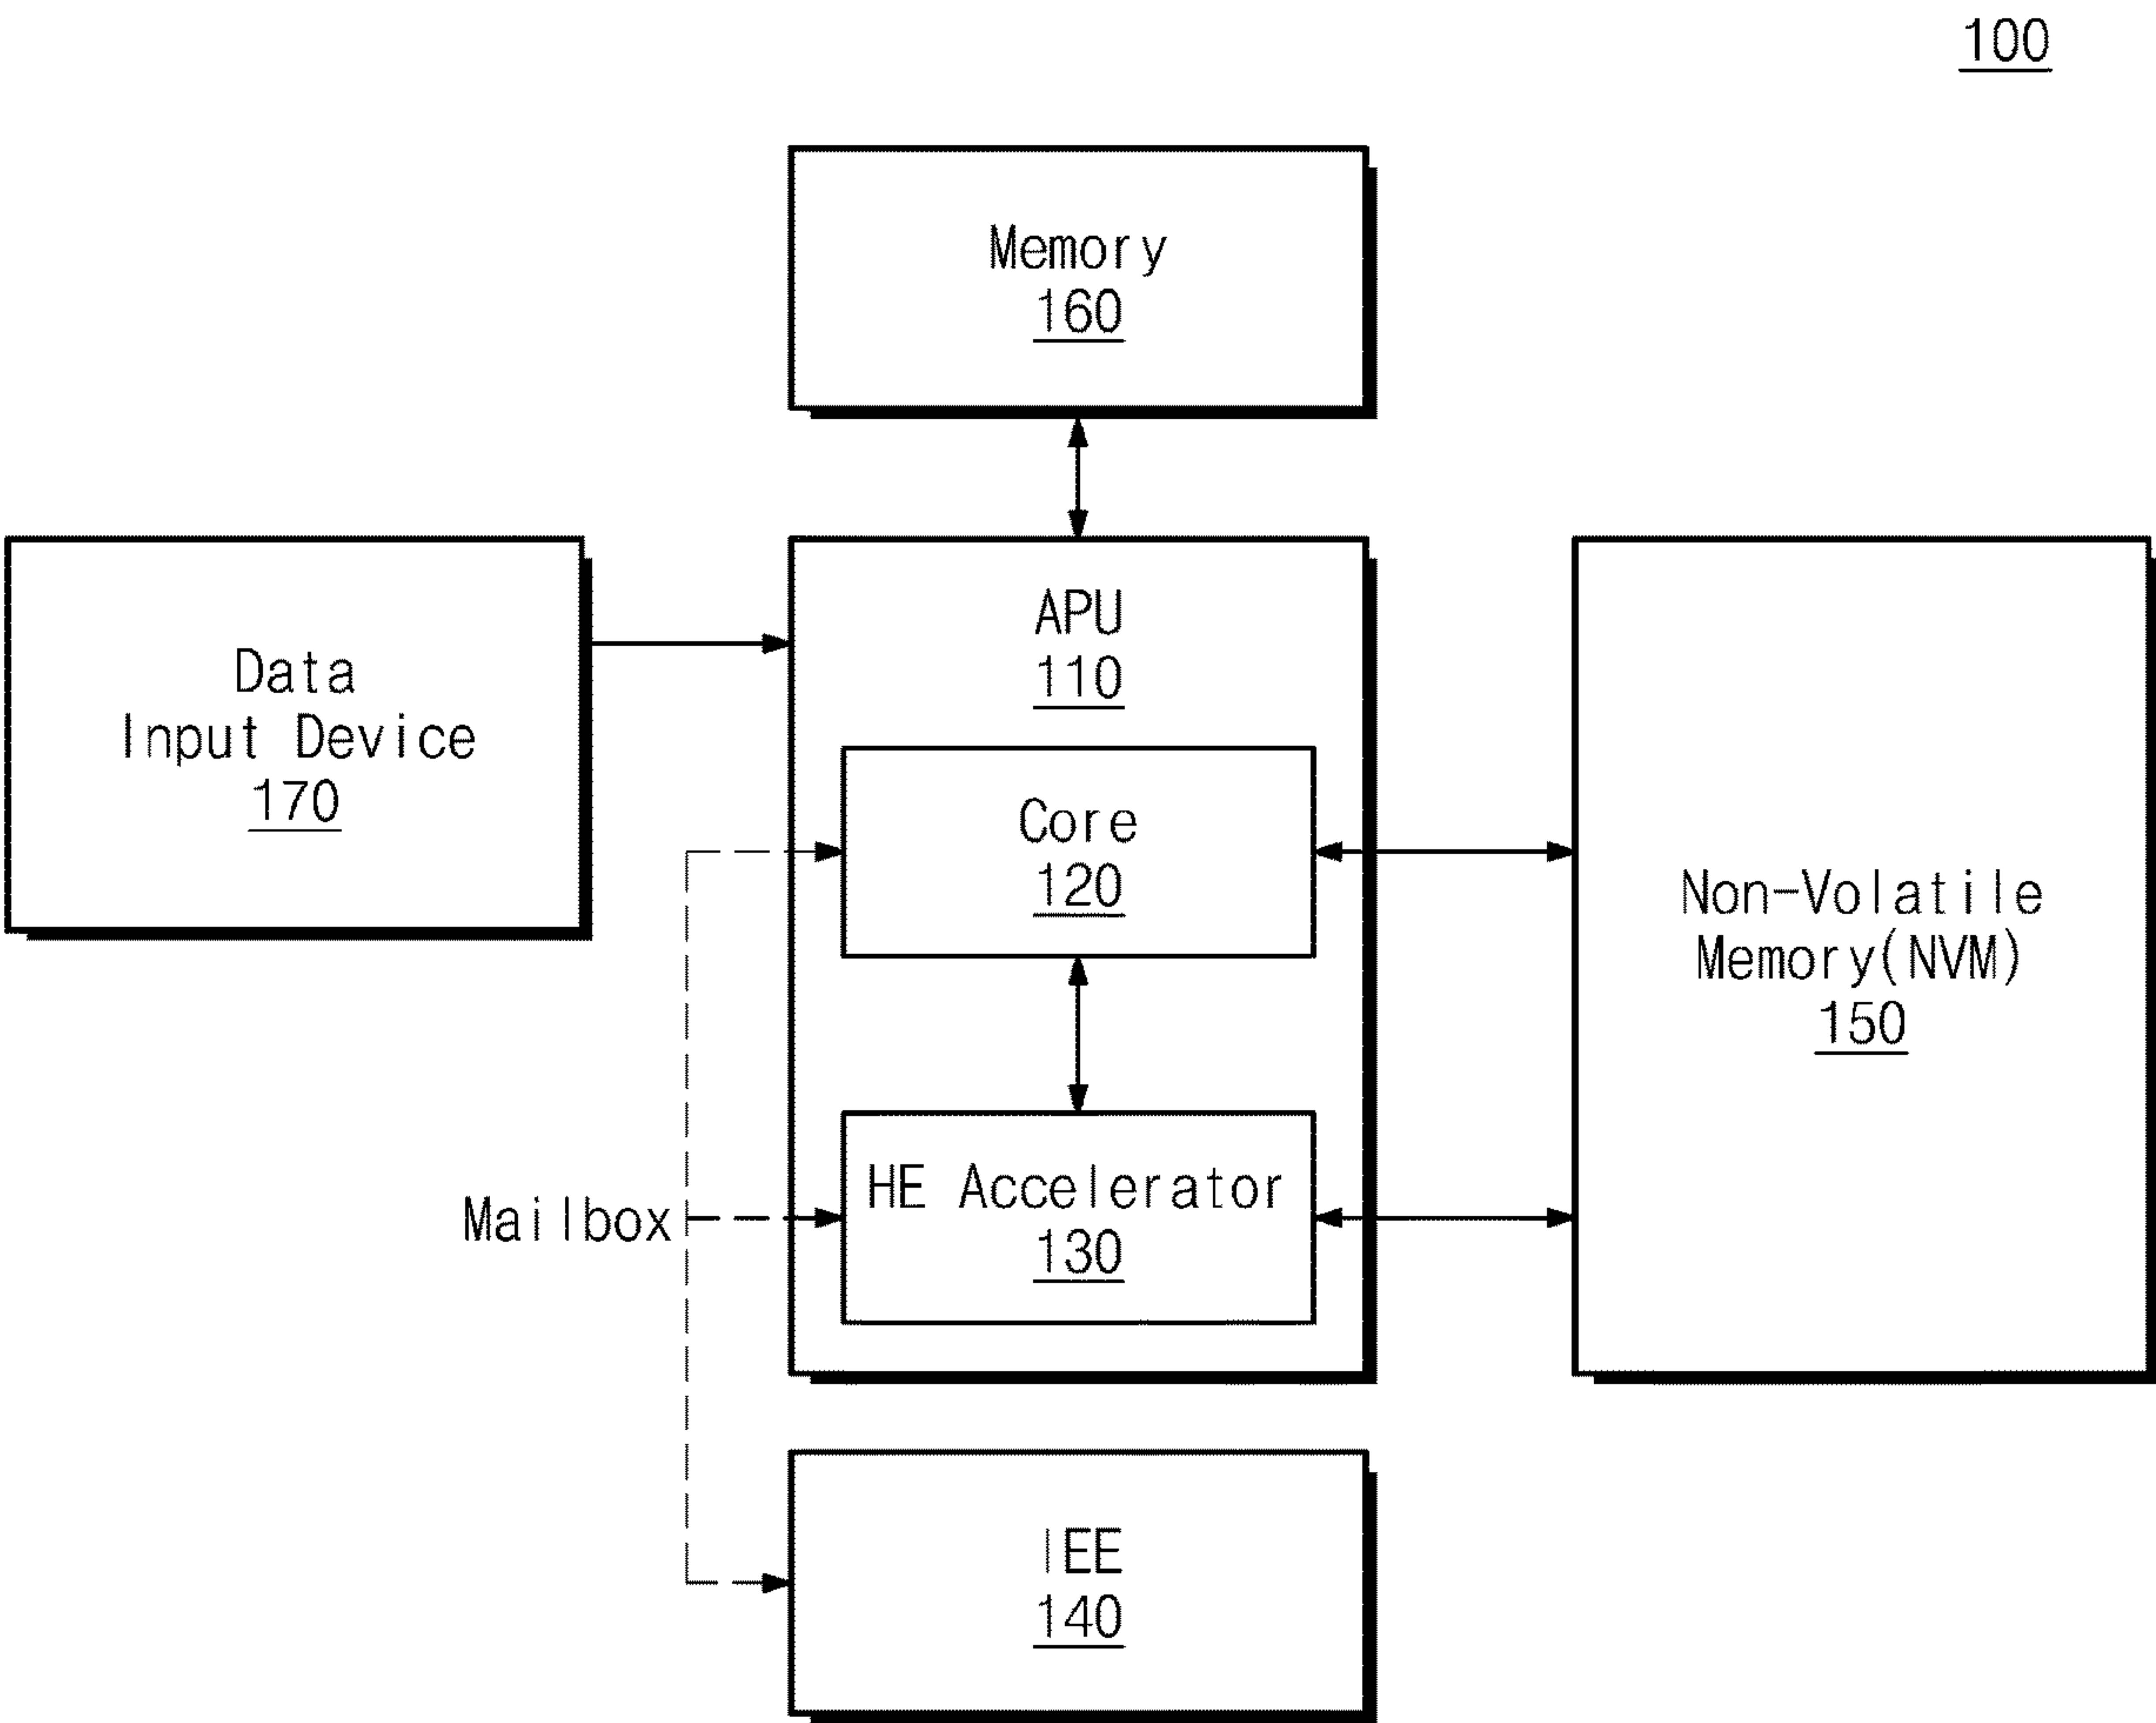 100
Memory
160
APU
110
Data
Input Device
170
Core
120
Non-Volatile
Memory(NVM)
150
HE Accelerator
130
Mailbox
IEE
140